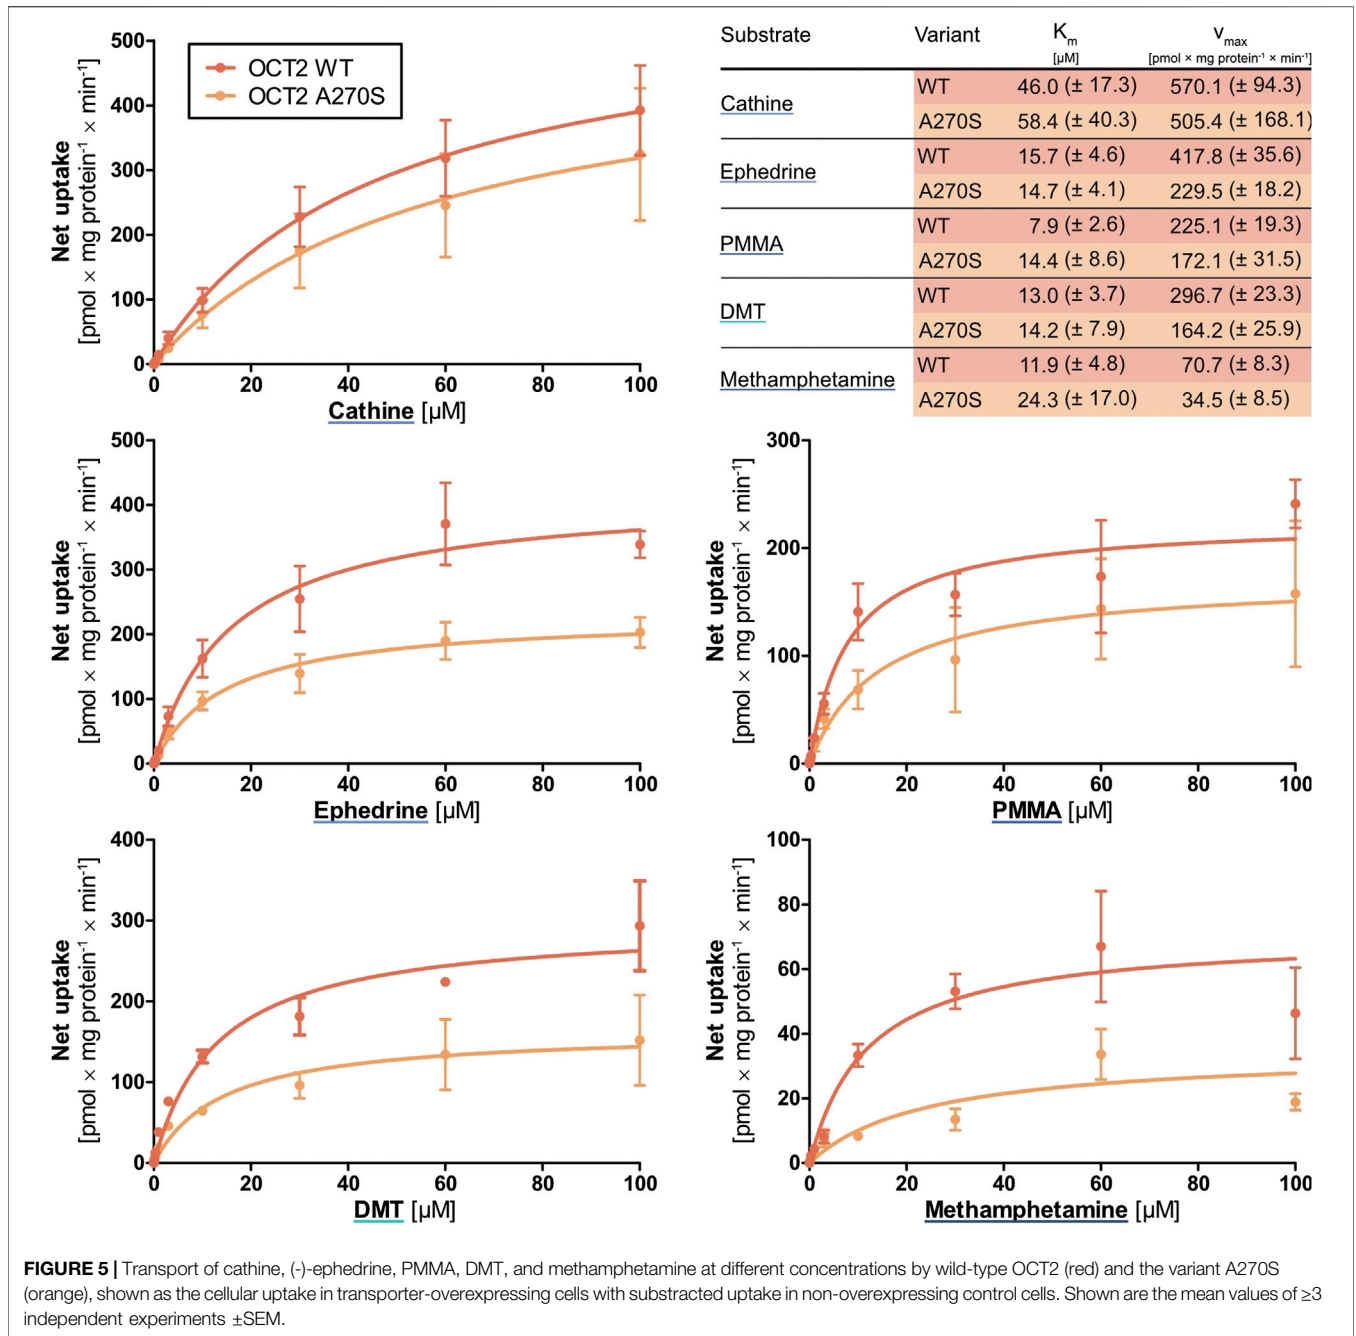 500
400
300
200
100
0
Net uptake
[pmol × mg protein⁻¹ × min⁻¹]
OCT2 WT
OCT2 A270S
0 20 40 60 80 100
Cathine [µM]
Substrate Variant Kₘ vₘₐₓ
[µM] [pmol × mg protein⁻¹ × min⁻¹]
Cathine
WT 46.0 (± 17.3) 570.1 (± 94.3)
A270S 58.4 (± 40.3) 505.4 (± 168.1)
Ephedrine
WT 15.7 (± 4.6) 417.8 (± 35.6)
A270S 14.7 (± 4.1) 229.5 (± 18.2)
PMMA
WT 7.9 (± 2.6) 225.1 (± 19.3)
A270S 14.4 (± 8.6) 172.1 (± 31.5)
DMT
WT 13.0 (± 3.7) 296.7 (± 23.3)
A270S 14.2 (± 7.9) 164.2 (± 25.9)
Methamphetamine
WT 11.9 (± 4.8) 70.7 (± 8.3)
A270S 24.3 (± 17.0) 34.5 (± 8.5)
500
400
300
200
100
0
Net uptake
[pmol × mg protein⁻¹ × min⁻¹]
0 20 40 60 80 100
Ephedrine [µM]
300
200
100
0
Net uptake
[pmol × mg protein⁻¹ × min⁻¹]
0 20 40 60 80 100
PMMA [µM]
400
300
200
100
0
Net uptake
[pmol × mg protein⁻¹ × min⁻¹]
0 20 40 60 80 100
DMT [µM]
100
80
60
40
20
0
Net uptake
[pmol × mg protein⁻¹ × min⁻¹]
0 20 40 60 80 100
Methamphetamine [µM]
FIGURE 5 | Transport of cathine, (-)-ephedrine, PMMA, DMT, and methamphetamine at different concentrations by wild-type OCT2 (red) and the variant A270S
(orange), shown as the cellular uptake in transporter-overexpressing cells with substracted uptake in non-overexpressing control cells. Shown are the mean values of ≥3
independent experiments ±SEM.